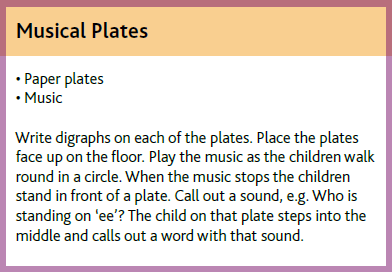 Musical Plates
• Paper plates
• Music
Write digraphs on each of the plates. Place the plates
face up on the floor. Play the music as the children walk
round in a circle. When the music stops the children
stand in front of a plate. Call out a sound, e.g. Who is
standing on ‘ee’? The child on that plate steps into the
middle and calls out a word with that sound.